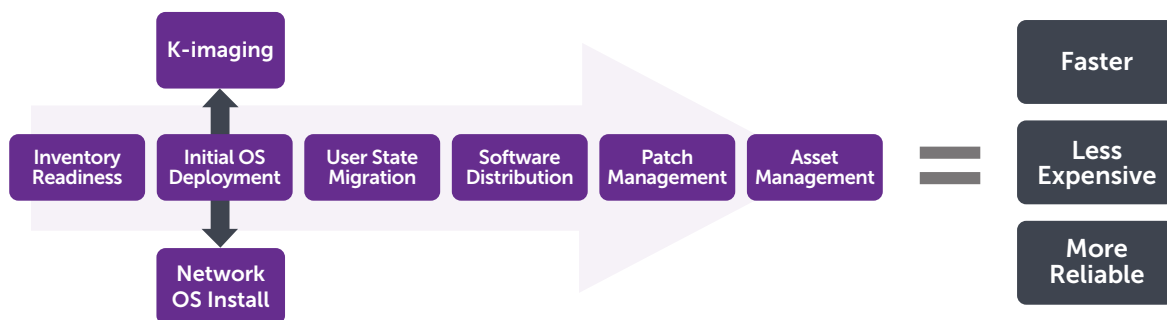 K-imaging
Inventory
Readiness
Initial OS
Deployment
User State
Migration
Software
Distribution
Patch
Management
Asset
Management
Network
OS Install
=
Faster
Less
Expensive
More
Reliable